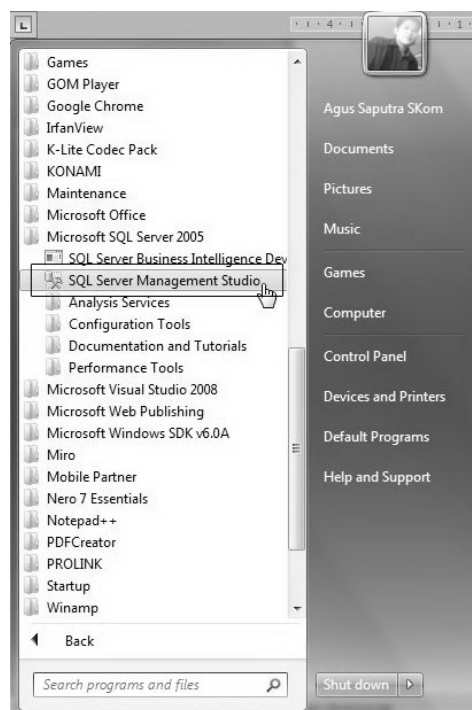 L
4
1
Games
GOM Player
Google Chrome
IrfanView
K-Lite Codec Pack
KONAMI
Maintenance
Microsoft Office
Microsoft SQL Server 2005
SQL Server Business Intelligence Dev
SQL Server Management Studio
Analysis Services
Configuration Tools
Documentation and Tutorials
Performance Tools
Microsoft Visual Studio 2008
Microsoft Web Publishing
Microsoft Windows SDK v6.0A
Miro
Mobile Partner
Nero 7 Essentials
Notepad++
PDFCreator
PROLINK
Startup
Winamp
Back
Search programs and files
Agus Saputra SKom
Documents
Pictures
Music
Games
Computer
Control Panel
Devices and Printers
Default Programs
Help and Support
Shut down